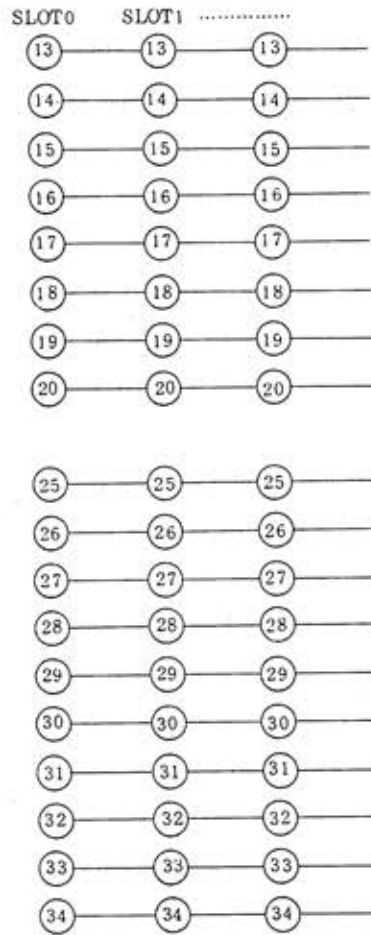 SLOT0 SLOT1 ............
13 13 13
14 14 14
15 15 15
16 16 16
17 17 17
18 18 18
19 19 19
20 20 20
25 25 25
26 26 26
27 27 27
28 28 28
29 29 29
30 30 30
31 31 31
32 32 32
33 33 33
34 34 34